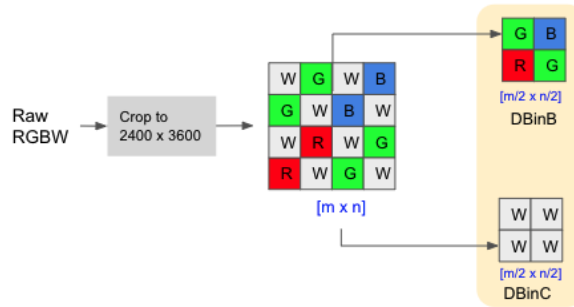 Raw
RGBW
Crop to
2400 x 3600
W G W B
G W B W
W R W G
R W G W
[m x n]
G B
R G
[m/2 x n/2]
DBinB
W W
W W
[m/2 x n/2]
DBinC